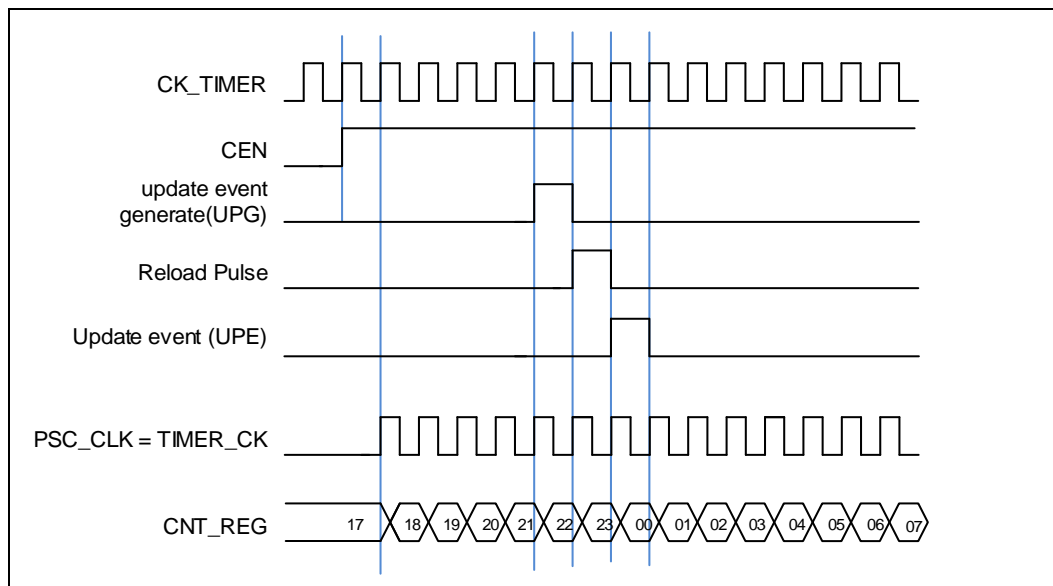 CK_TIMER
CEN
update event
generate(UPG)
Reload Pulse
Update event (UPE)
PSC_CLK = TIMER_CK
CNT_REG 17 18 19 20 21 22 23 00 01 02 03 04 05 06 07